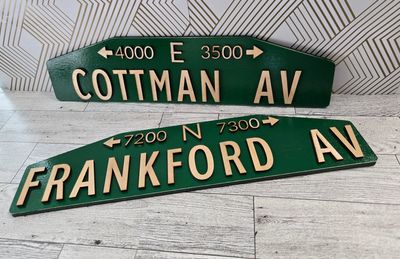 ← 4000 E 3500 →
COTTMAN AV
← 7200 N 7300 →
FRANKFORD AV